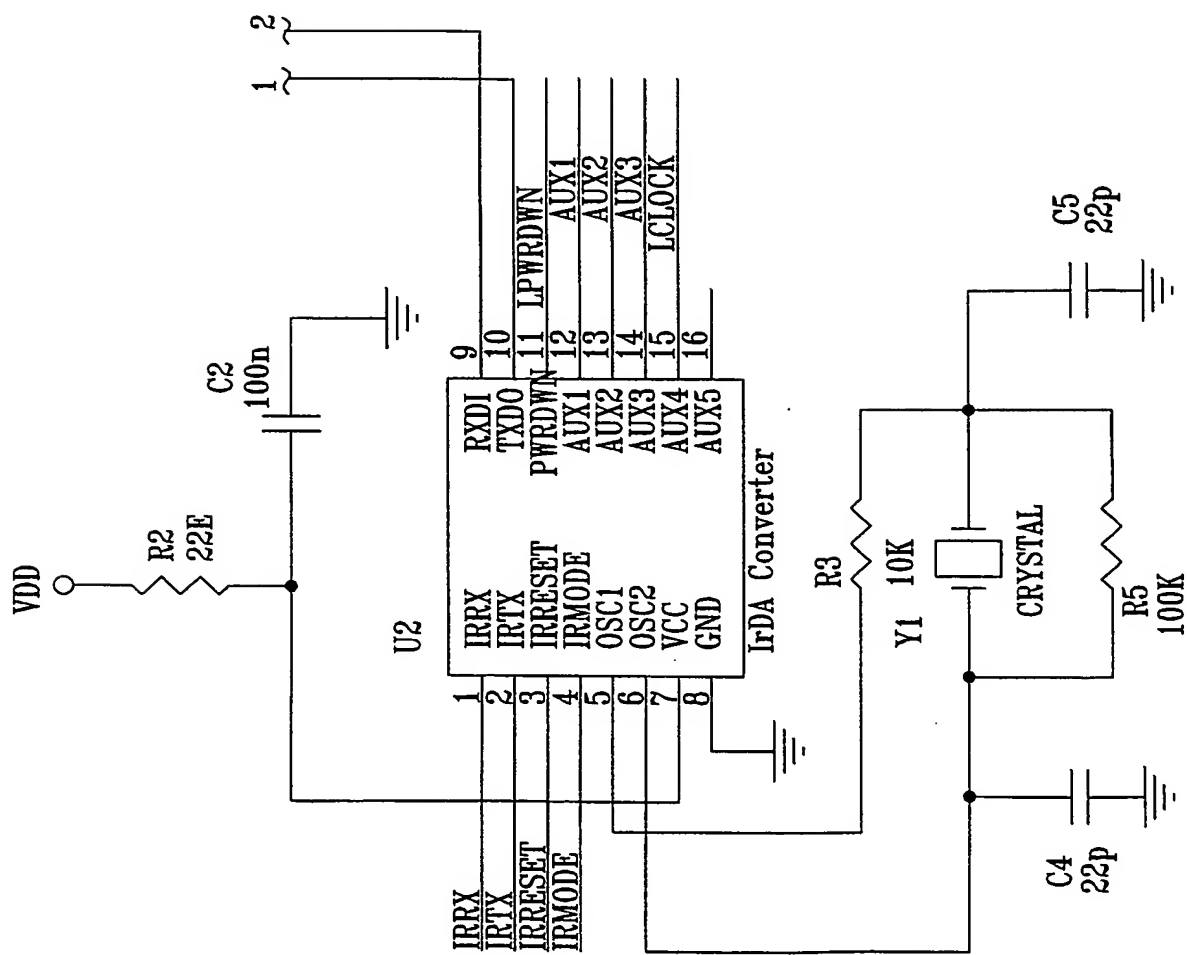 VDD
R2
22E
C2
100n
1
2
U2
1
IRRX
2
IRTX
3
IRRESET
4
IRMODE
5
OSC1
6
OSC2
7
VCC
8
GND
RXDI
9
TXDO
10
PWRDWN
11
AUX1
12
AUX2
13
AUX3
14
AUX4
15
AUX5
16
IrDA Converter
IRRX
IRTX
IRRESET
IRMODE
LPWRDWN
AUX1
AUX2
AUX3
LCLOCK
R3
10K
Y1
CRYSTAL
R5
100K
C4
22p
C5
22p